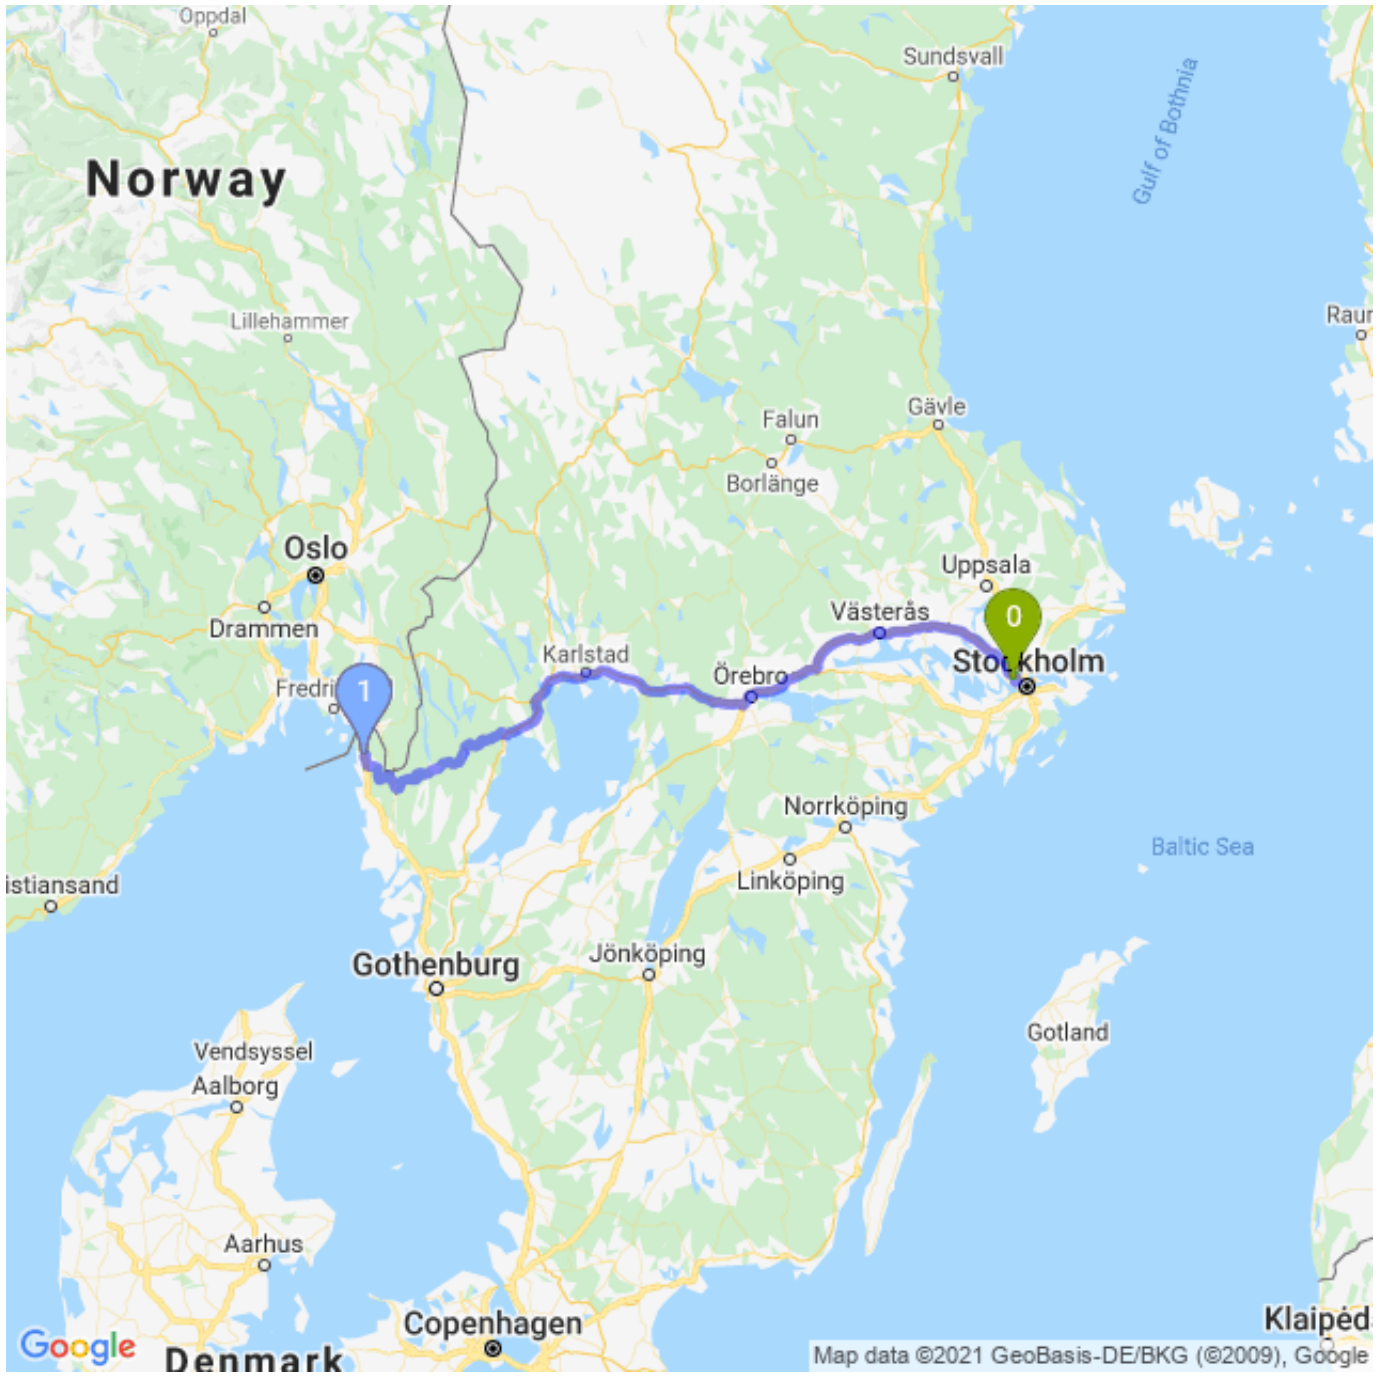 Oppdal
Sundsvall
Gulf of Bothnia
Norway
Lillehammer
Raur
Falun
Gävle
Borlänge
Oslo
Uppsala
Drammen
Västerås
0
Karlstad
Stockholm
Örebro
Fredri
1
Norrköping
Baltic Sea
Linköping
istiansand
Jönköping
Gothenburg
Gotland
Vendsyssel
Aalborg
Aarhus
Klaipėd
Copenhagen
Google
Denmark
Map data ©2021 GeoBasis-DE/BKG (©2009), Google